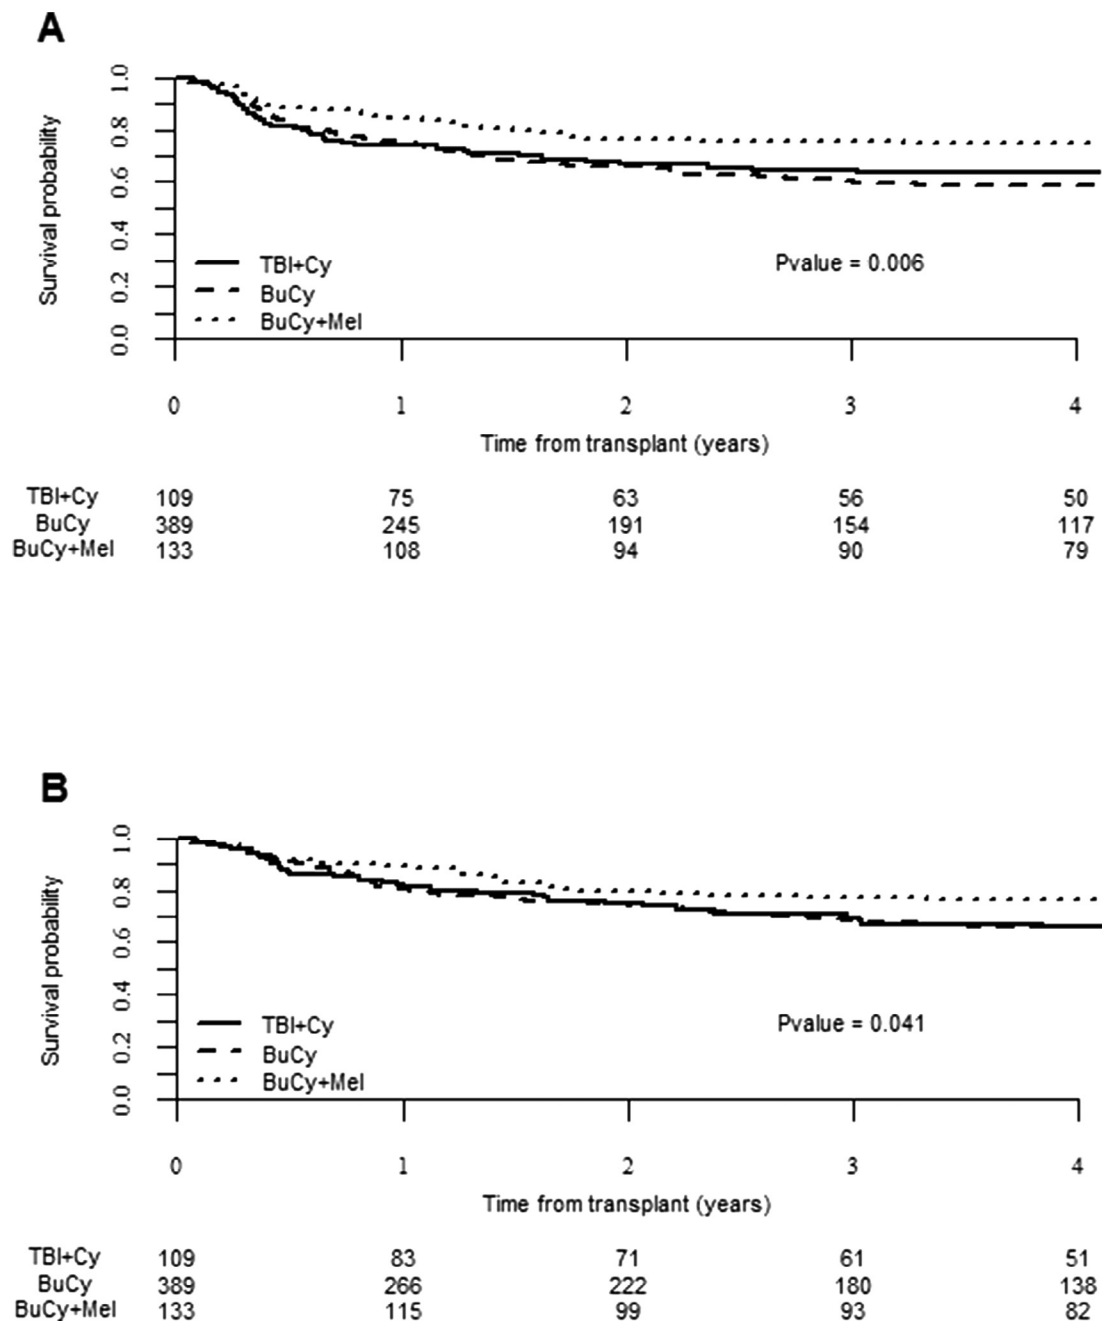 A
Survival probability
1.0
0.8
0.6
0.4
0.2
0.0
TBI+Cy
BuCy
BuCy+Mel
Pvalue = 0.006
0 1 2 3 4
Time from transplant (years)
TBI+Cy 109 75 63 56 50
BuCy 389 245 191 154 117
BuCy+Mel 133 108 94 90 79
B
Survival probability
1.0
0.8
0.6
0.4
0.2
0.0
TBI+Cy
BuCy
BuCy+Mel
Pvalue = 0.041
0 1 2 3 4
Time from transplant (years)
TBI+Cy 109 83 71 61 51
BuCy 389 266 222 180 138
BuCy+Mel 133 115 99 93 82